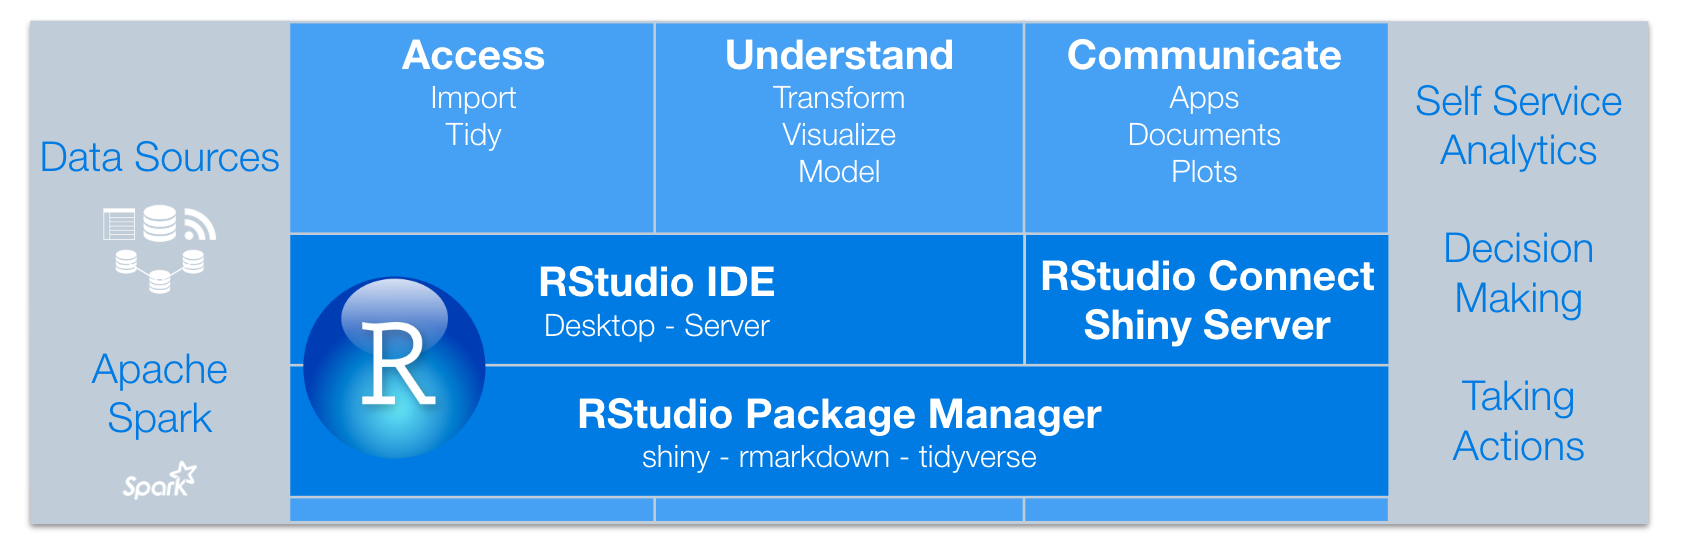 Data Sources
Apache
Spark
Spark
Access
Import
Tidy
Understand
Transform
Visualize
Model
Communicate
Apps
Documents
Plots
R
RStudio IDE
Desktop - Server
RStudio Connect
Shiny Server
RStudio Package Manager
shiny - rmarkdown - tidyverse
Self Service
Analytics
Decision
Making
Taking
Actions